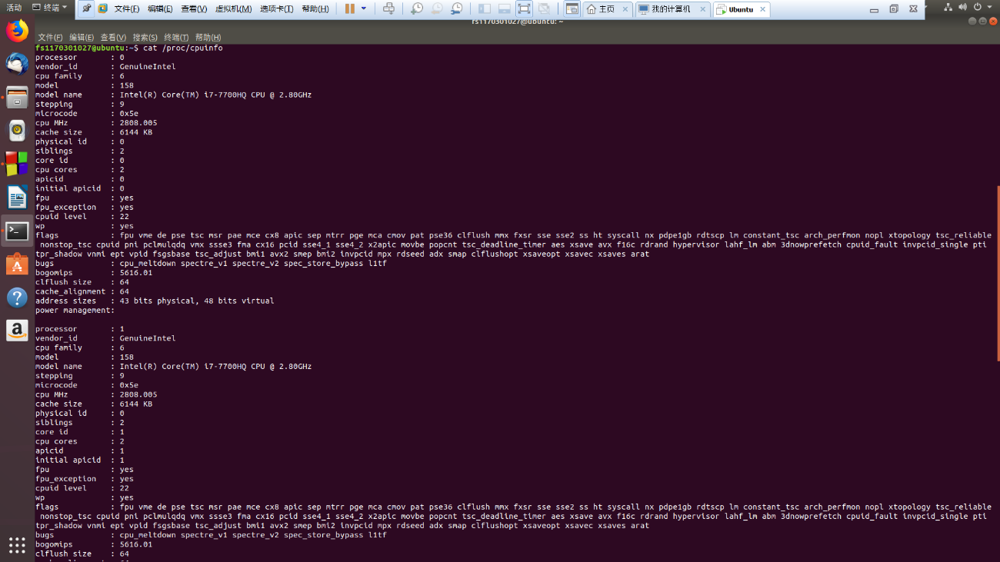 活动 终端 文件(F) 编辑(E) 查看(V) 虚拟机(M) 选项卡(T) 帮助(H) 主页 我的计算机 Ubuntu
fs1170301027@ubuntu: ~
文件(F) 编辑(E) 查看(V) 搜索(S) 终端(T) 帮助(H)
fs1170301027@ubuntu:~$ cat /proc/cpuinfo
processor : 0
vendor_id : GenuineIntel
cpu family : 6
model : 158
model name : Intel(R) Core(TM) i7-7700HQ CPU @ 2.80GHz
stepping : 9
microcode : 0x5e
cpu MHz : 2808.005
cache size : 6144 KB
physical id : 0
siblings : 2
core id : 0
cpu cores : 2
apicid : 0
initial apicid : 0
fpu : yes
fpu_exception : yes
cpuid level : 22
wp : yes
flags : fpu vme de pse tsc msr pae mce cx8 apic sep mtrr pge mca cmov pat pse36 clflush mmx fxsr sse sse2 ss ht syscall nx pdpe1gb rdtscp lm constant_tsc arch_perfmon nopl xtopology tsc_reliable
nonstop_tsc cpuid pni pclmulqdq vmx ssse3 fma cx16 pcid sse4_1 sse4_2 x2apic movbe popcnt tsc_deadline_timer aes xsave avx f16c rdrand hypervisor lahf_lm abm 3dnowprefetch cpuid_fault invpcid_single pti
tpr_shadow vnmi ept vpid fsgsbase tsc_adjust bmi1 avx2 smep bmi2 invpcid mpx rdseed adx smap clflushopt xsaveopt xsavec xsaves arat
bugs : cpu_meltdown spectre_v1 spectre_v2 spec_store_bypass l1tf
bogomips : 5616.01
clflush size : 64
cache_alignment : 64
address sizes : 43 bits physical, 48 bits virtual
power management:
processor : 1
vendor_id : GenuineIntel
cpu family : 6
model : 158
model name : Intel(R) Core(TM) i7-7700HQ CPU @ 2.80GHz
stepping : 9
microcode : 0x5e
cpu MHz : 2808.005
cache size : 6144 KB
physical id : 0
siblings : 2
core id : 1
cpu cores : 2
apicid : 1
initial apicid : 1
fpu : yes
fpu_exception : yes
cpuid level : 22
wp : yes
flags : fpu vme de pse tsc msr pae mce cx8 apic sep mtrr pge mca cmov pat pse36 clflush mmx fxsr sse sse2 ss ht syscall nx pdpe1gb rdtscp lm constant_tsc arch_perfmon nopl xtopology tsc_reliable
nonstop_tsc cpuid pni pclmulqdq vmx ssse3 fma cx16 pcid sse4_1 sse4_2 x2apic movbe popcnt tsc_deadline_timer aes xsave avx f16c rdrand hypervisor lahf_lm abm 3dnowprefetch cpuid_fault invpcid_single pti
tpr_shadow vnmi ept vpid fsgsbase tsc_adjust bmi1 avx2 smep bmi2 invpcid mpx rdseed adx smap clflushopt xsaveopt xsavec xsaves arat
bugs : cpu_meltdown spectre_v1 spectre_v2 spec_store_bypass l1tf
bogomips : 5616.01
clflush size : 64